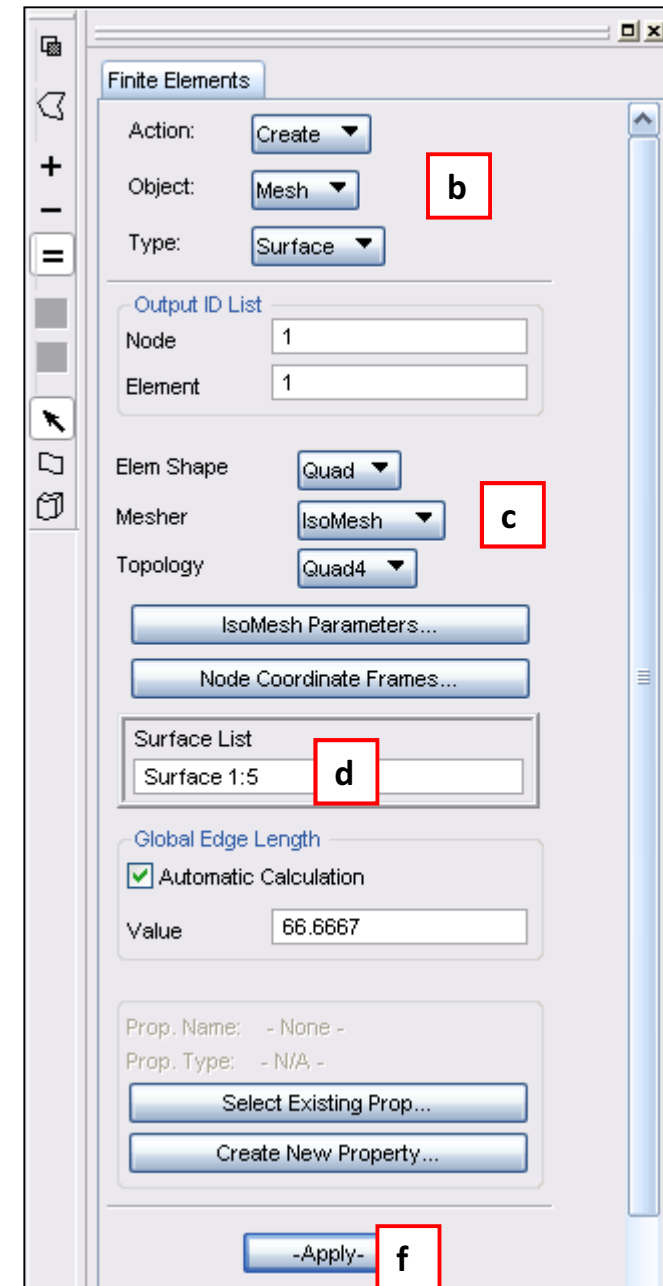 Finite Elements
Action: Create
b
Object: Mesh
Type: Surface
Output ID List
Node 1
Element 1
Elem Shape Quad
Mesher IsoMesh
c
Topology Quad4
IsoMesh Parameters...
Node Coordinate Frames...
Surface List
Surface 1:5
d
Global Edge Length
Automatic Calculation
Value 66.6667
Prop. Name: - None -
Prop. Type: - N/A -
Select Existing Prop...
Create New Property...
-Apply-
f